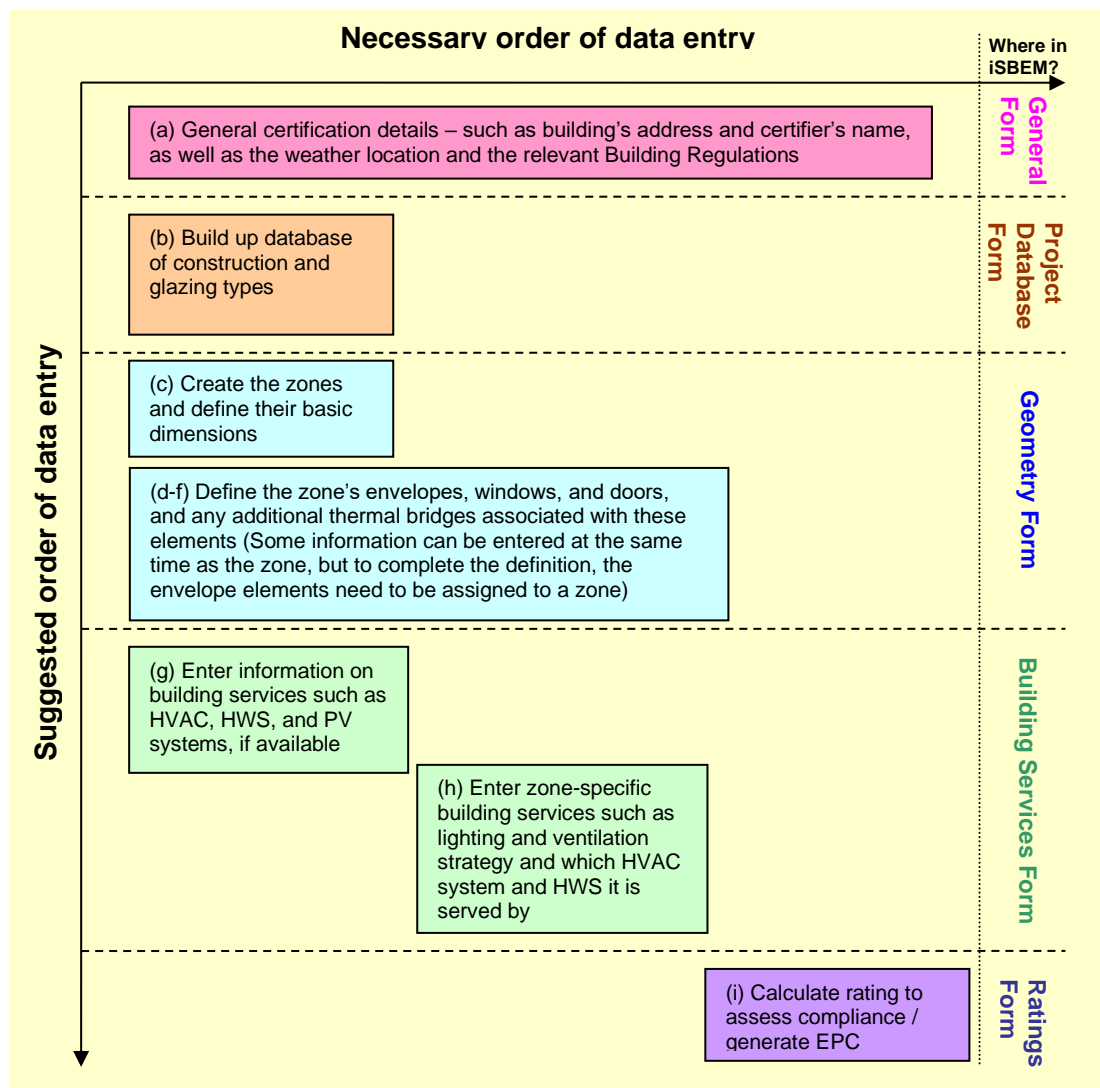 Necessary order of data entry
Where in
iSBEM?
(a) General certification details – such as building's address and certifier's name,
as well as the weather location and the relevant Building Regulations
General
Form
(b) Build up database
of construction and
glazing types
Project
Database
Form
Suggested order of data entry
(c) Create the zones
and define their basic
dimensions
(d-f) Define the zone's envelopes, windows, and doors,
and any additional thermal bridges associated with these
elements (Some information can be entered at the same
time as the zone, but to complete the definition, the
envelope elements need to be assigned to a zone)
Geometry Form
(g) Enter information on
building services such as
HVAC, HWS, and PV
systems, if available
(h) Enter zone-specific
building services such as
lighting and ventilation
strategy and which HVAC
system and HWS it is
served by
Building Services Form
(i) Calculate rating to
assess compliance /
generate EPC
Ratings
Form